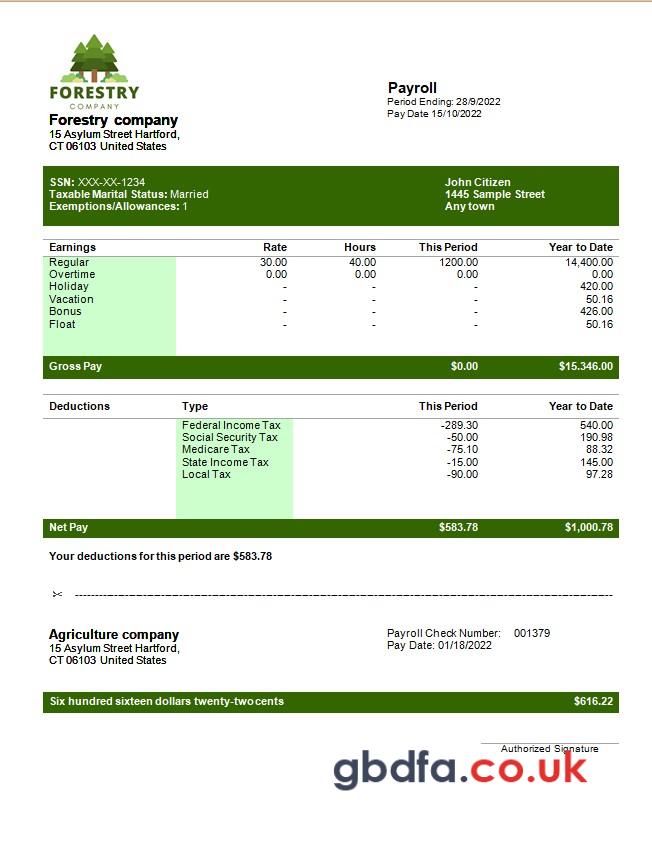 FORESTRY
COMPANY
Forestry company
15 Asylum Street Hartford,
CT 06103 United States
Payroll
Period Ending: 28/9/2022
Pay Date 15/10/2022
SSN: XXX-XX-1234
Taxable Marital Status: Married
Exemptions/Allowances: 1
John Citizen
1445 Sample Street
Any town
Earnings Rate Hours This Period Year to Date
Regular 30.00 40.00 1200.00 14,400.00
Overtime 0.00 0.00 0.00 0.00
Holiday - - - 420.00
Vacation - - - 50.16
Bonus - - - 426.00
Float - - - 50.16
Gross Pay $0.00 $15.346.00
Deductions Type This Period Year to Date
Federal Income Tax -289.30 540.00
Social Security Tax -50.00 190.98
Medicare Tax -75.10 88.32
State Income Tax -15.00 145.00
Local Tax -90.00 97.28
Net Pay $583.78 $1,000.78
Your deductions for this period are $583.78
Agriculture company
15 Asylum Street Hartford,
CT 06103 United States
Payroll Check Number: 001379
Pay Date: 01/18/2022
Six hundred sixteen dollars twenty-two cents $616.22
Authorized Signature
gbdfa.co.uk